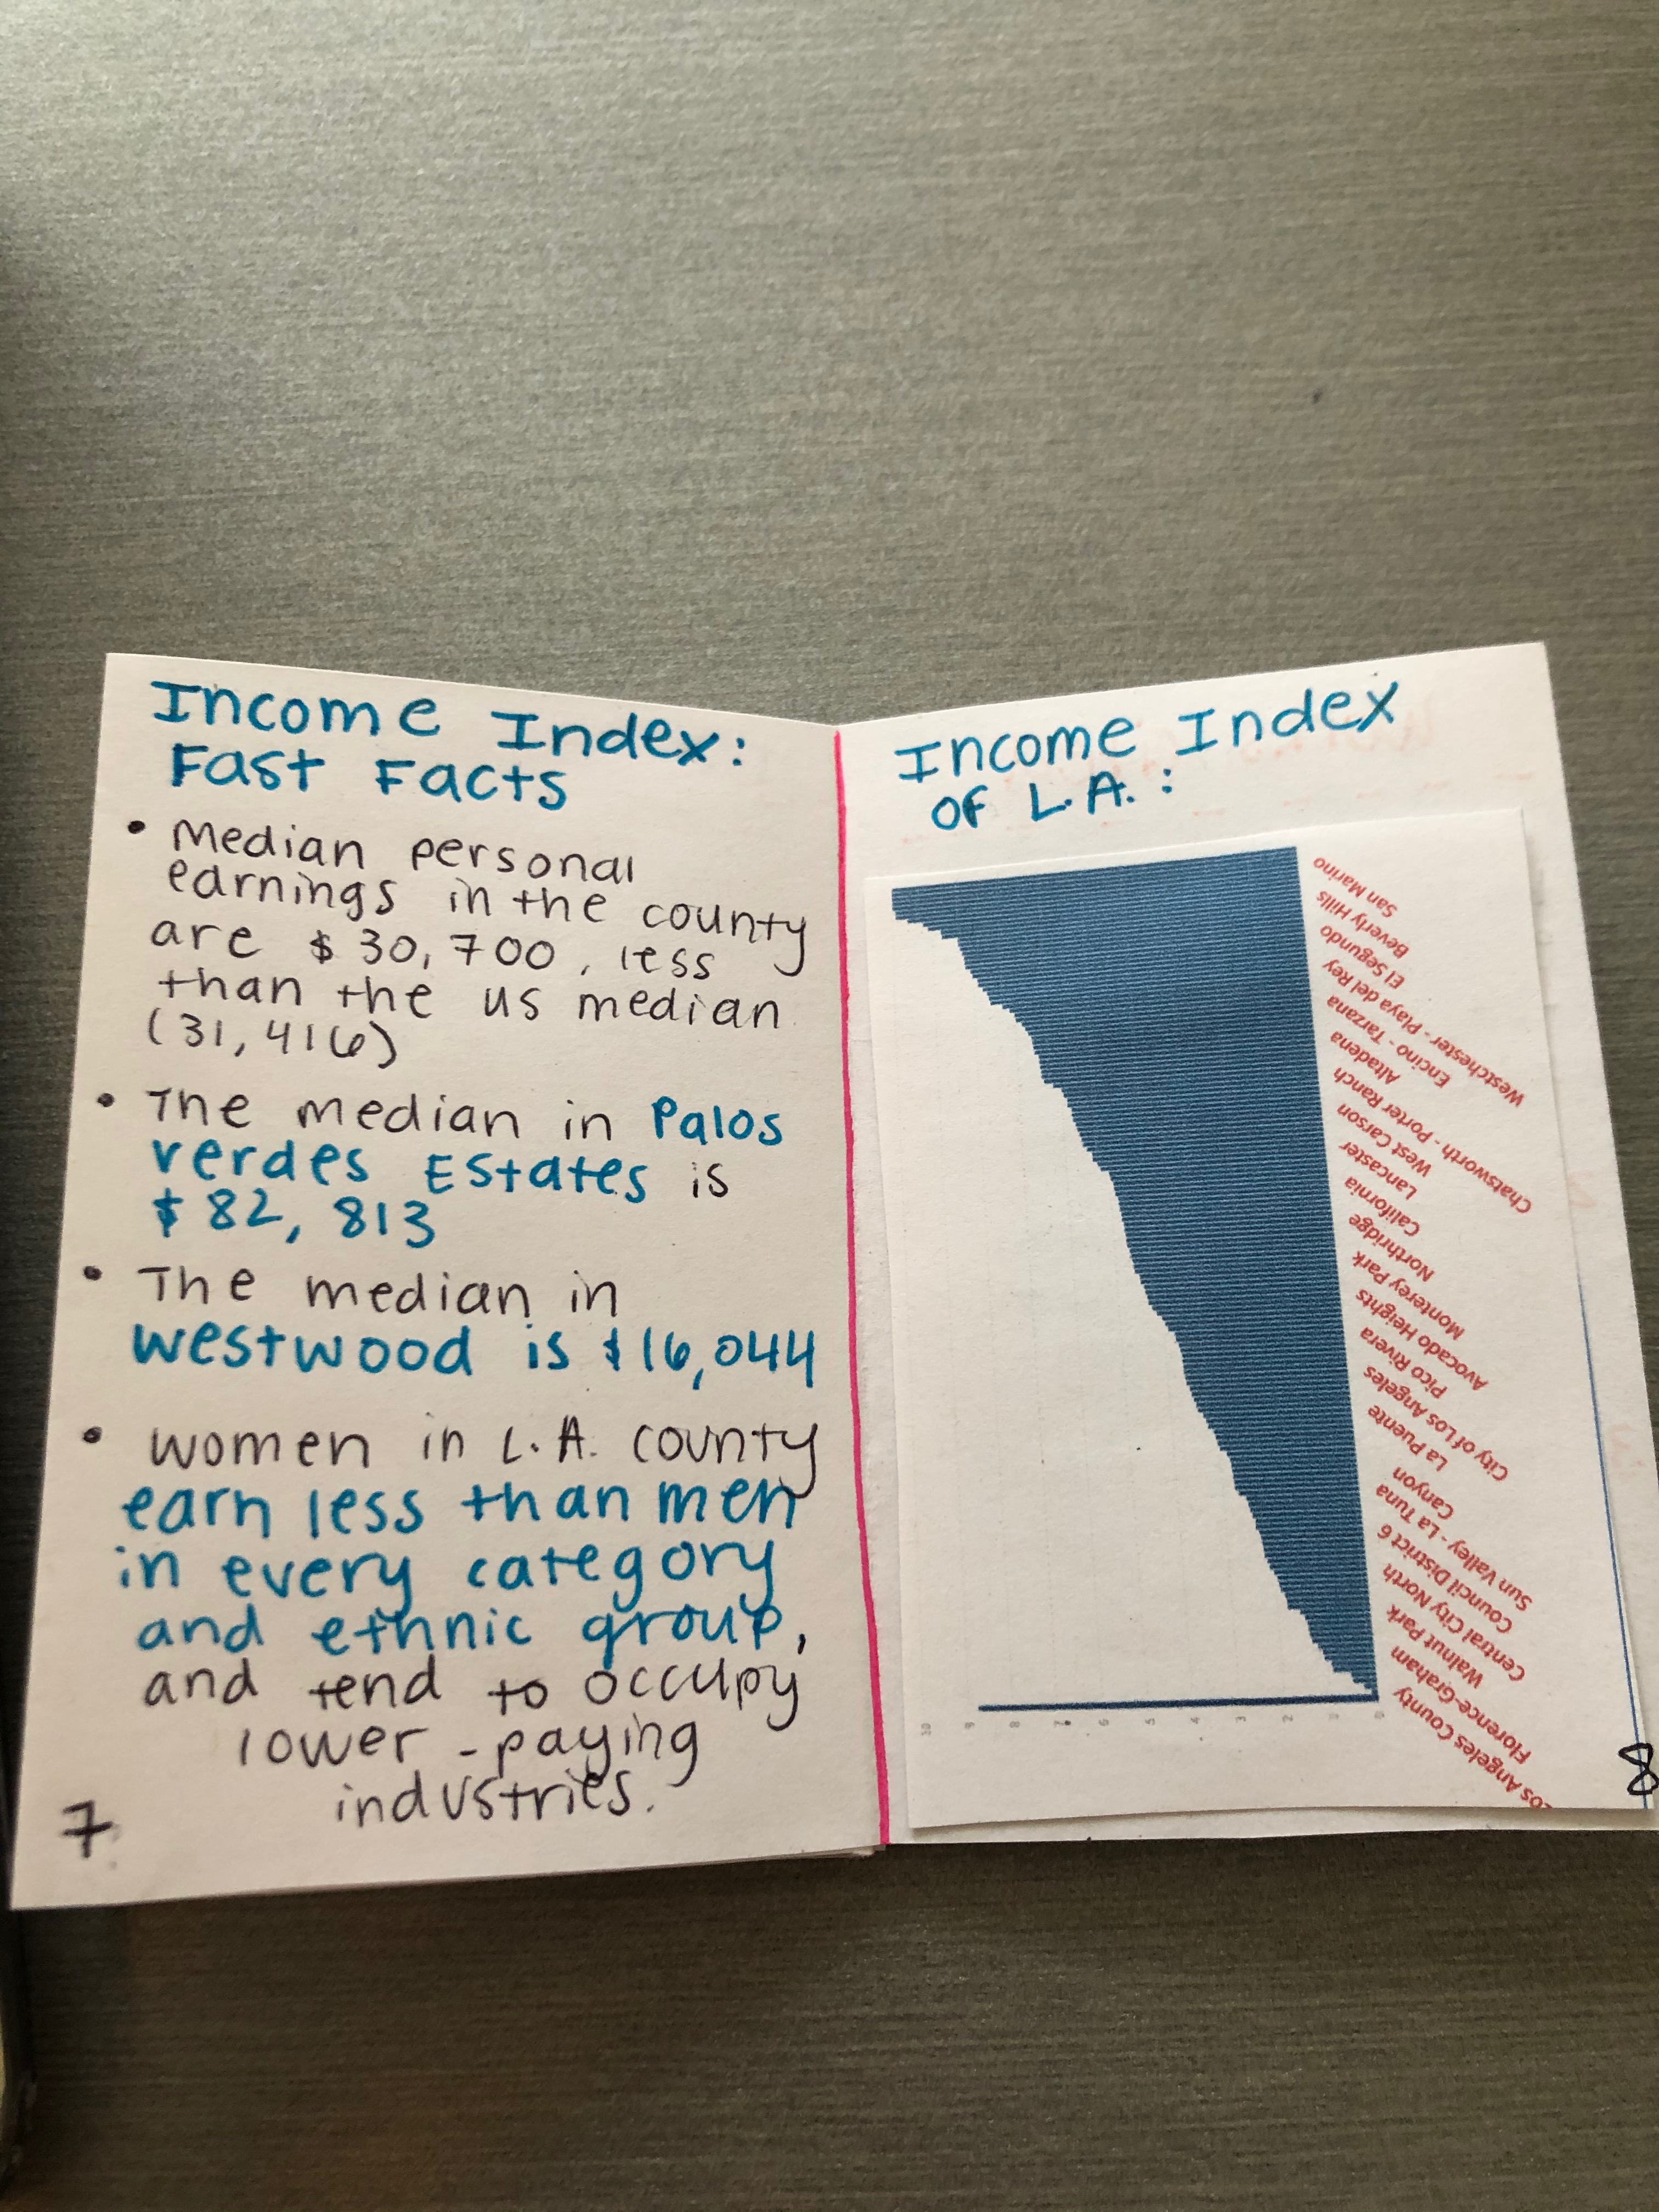 Income Index:
Fast Facts
• Median personal
earnings in the county
are $30,700, less
than the us median
(31,416)
• The median in Palos
verdes Estates is
$82,813
• The median in
westwood is $16,044
• women in L.A. county
earn less than men
in every category
and ethnic group,
and tend to occupy
lower-paying
industries.
7
Income Index
of L.A.:
San Marino
Beverly Hills
El Segundo
Westchester - Playa del Rey
Encino - Tarzana
Altadena
Chatsworth - Porter Ranch
West Carson
Lancaster
California
Northridge
Monterey Park
Avocado Heights
Pico Rivera
City of Los Angeles
La Puente
Sun Valley - La Tuna
Canyon
Council District 6
Central City North
Walnut Park
Florence-Graham
Los Angeles County
10
9
8
7
6
5
4
3
2
1
0
8